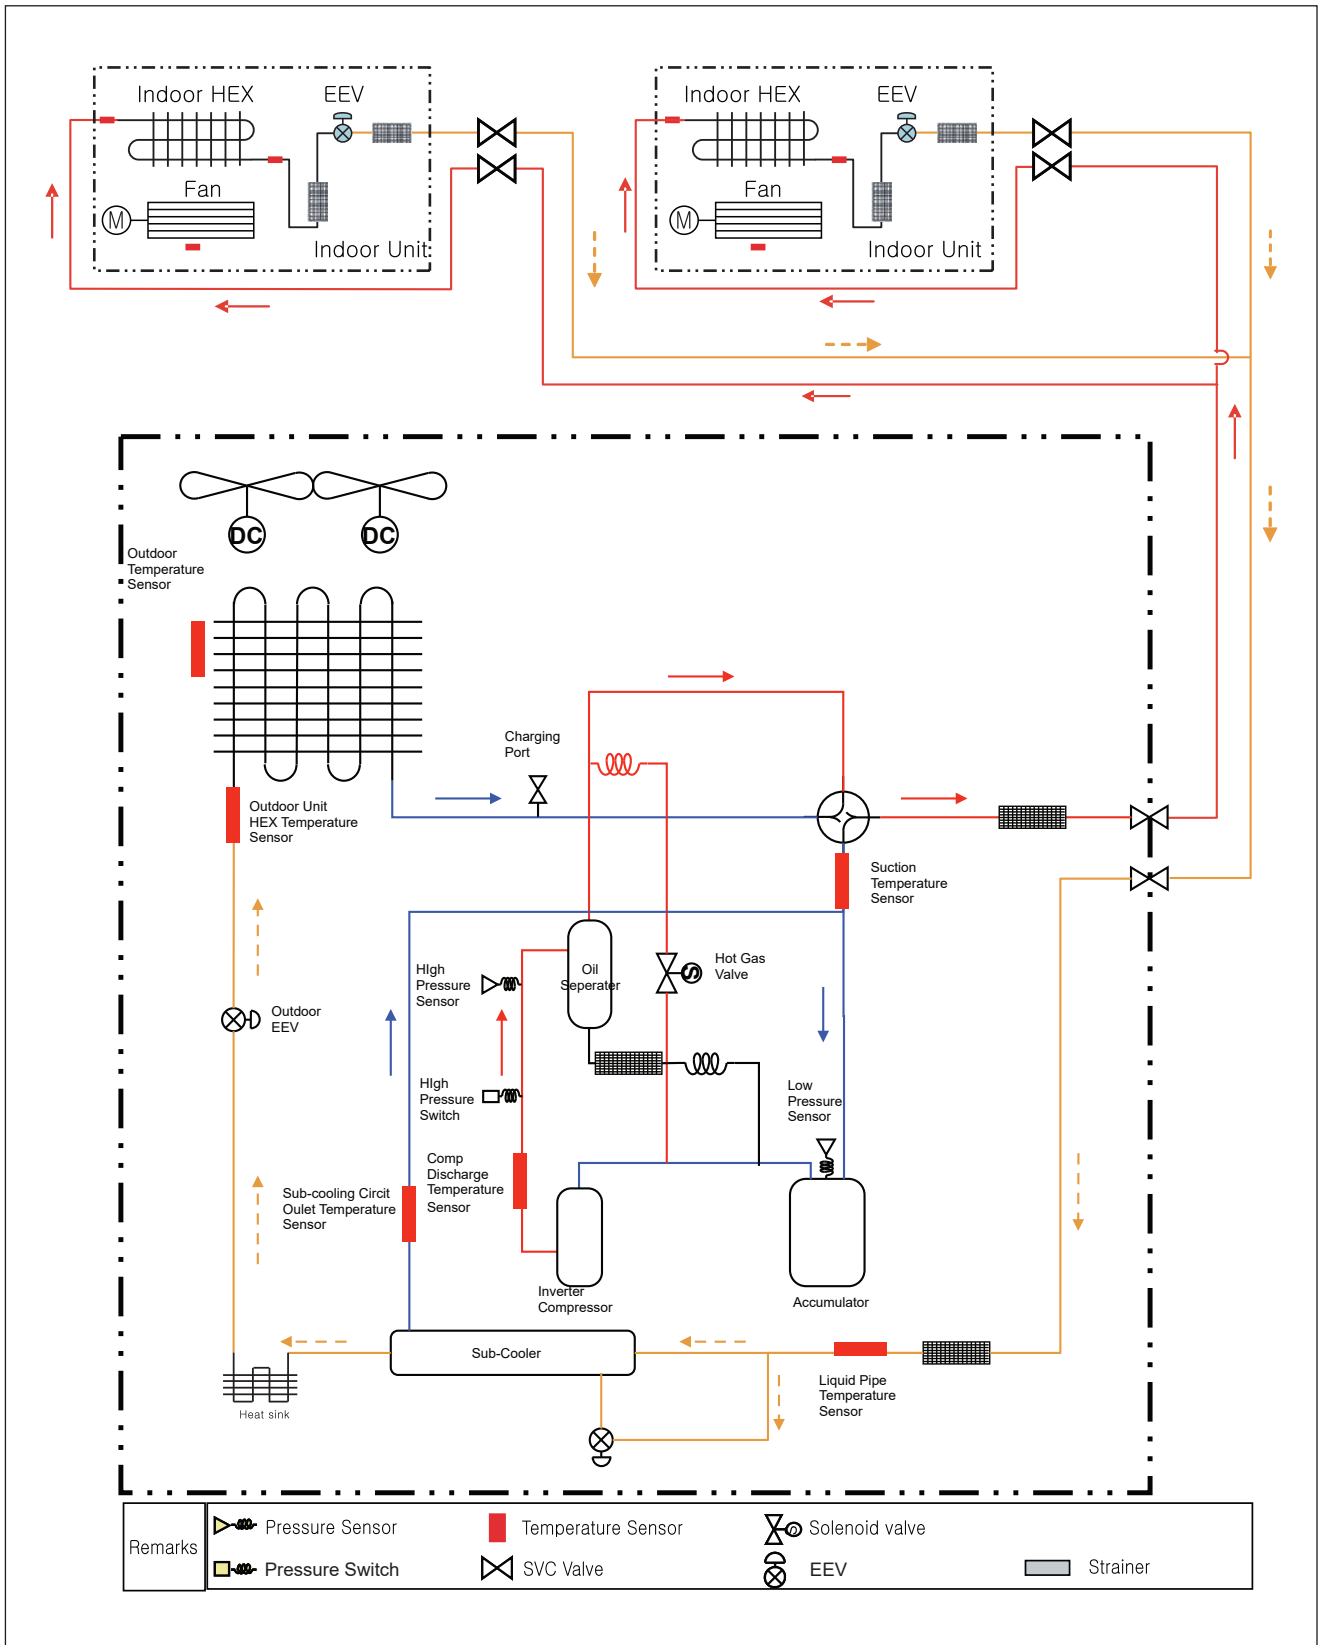 Indoor HEX
EEV
Fan
M
Indoor Unit
Indoor HEX
EEV
Fan
M
Indoor Unit
DC
DC
Outdoor
Temperature
Sensor
Charging
Port
Outdoor Unit
HEX Temperature
Sensor
Suction
Temperature
Sensor
HIgh
Pressure
Sensor
Oil
Seperater
Hot Gas
Valve
S
Outdoor
EEV
HIgh
Pressure
Switch
Low
Pressure
Sensor
Comp
Discharge
Temperature
Sensor
Sub-cooling Circit
Oulet Temperature
Sensor
Inverter
Compressor
Accumulator
Sub-Cooler
Liquid Pipe
Temperature
Sensor
Heat sink
Remarks
Pressure Sensor
Temperature Sensor
Solenoid valve
Pressure Switch
SVC Valve
EEV
Strainer